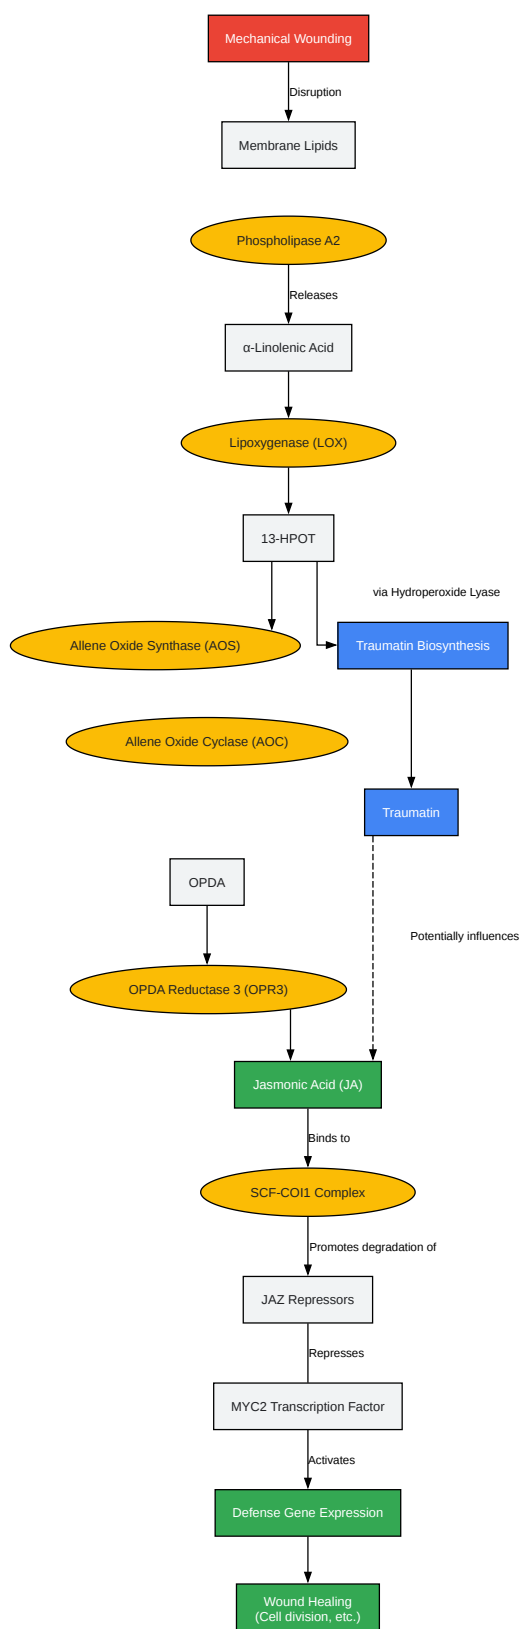 Mechanical Wounding
Disruption
Membrane Lipids
Phospholipase A2
Releases
α-Linolenic Acid
Lipoxygenase (LOX)
13-HPOT
via Hydroperoxide Lyase
Allene Oxide Synthase (AOS)
Traumatin Biosynthesis
Allene Oxide Cyclase (AOC)
Traumatin
OPDA
Potentially influences
OPDA Reductase 3 (OPR3)
Jasmonic Acid (JA)
Binds to
SCF-COI1 Complex
Promotes degradation of
JAZ Repressors
Represses
MYC2 Transcription Factor
Activates
Defense Gene Expression
Wound Healing
(Cell division, etc.)